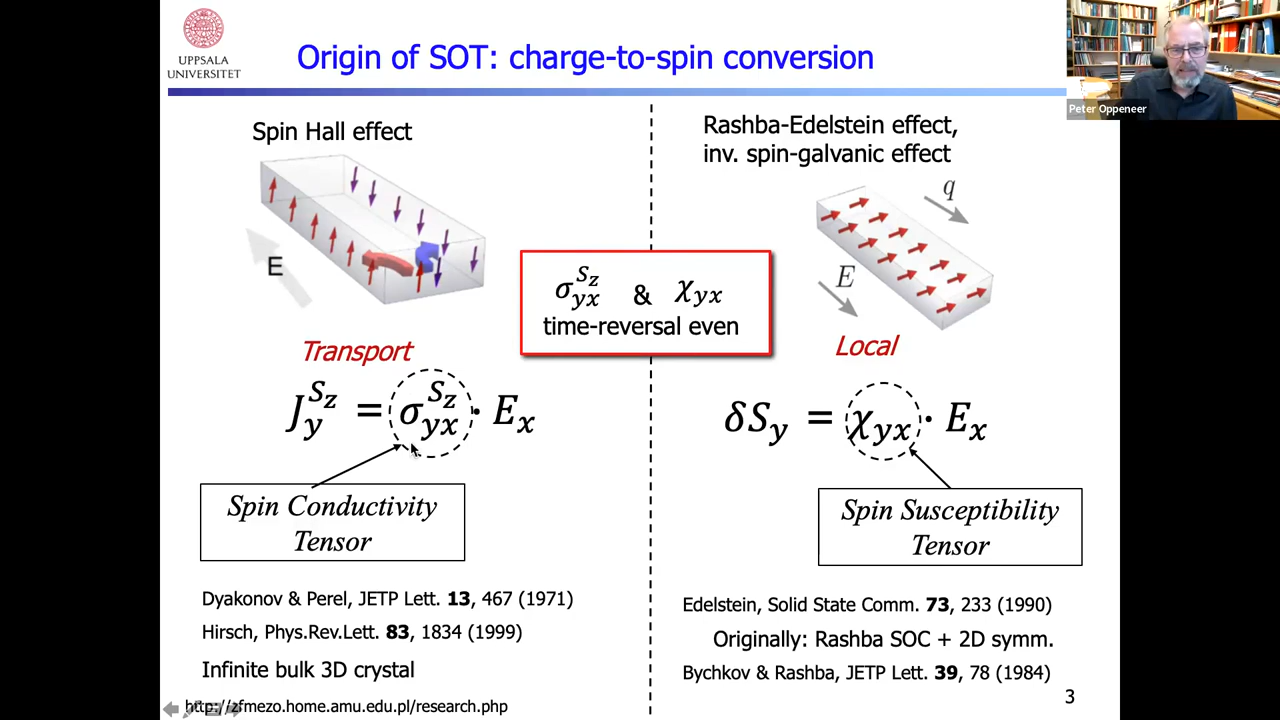 UPPSALA
UNIVERSITET
Origin of SOT: charge-to-spin conversion
Peter Oppeneer
Spin Hall effect
E
Transport
J_y^{S_z} = σ_{yx}^{S_z} · E_x
Spin Conductivity
Tensor
Dyakonov & Perel, JETP Lett. 13, 467 (1971)
Hirsch, Phys.Rev.Lett. 83, 1834 (1999)
Infinite bulk 3D crystal
http://zfmezo.home.amu.edu.pl/research.php
σ_{yx}^{S_z} & χ_{yx}
time-reversal even
Rashba-Edelstein effect,
inv. spin-galvanic effect
q
E
Local
δS_y = χ_{yx} · E_x
Spin Susceptibility
Tensor
Edelstein, Solid State Comm. 73, 233 (1990)
Originally: Rashba SOC + 2D symm.
Bychkov & Rashba, JETP Lett. 39, 78 (1984)
3